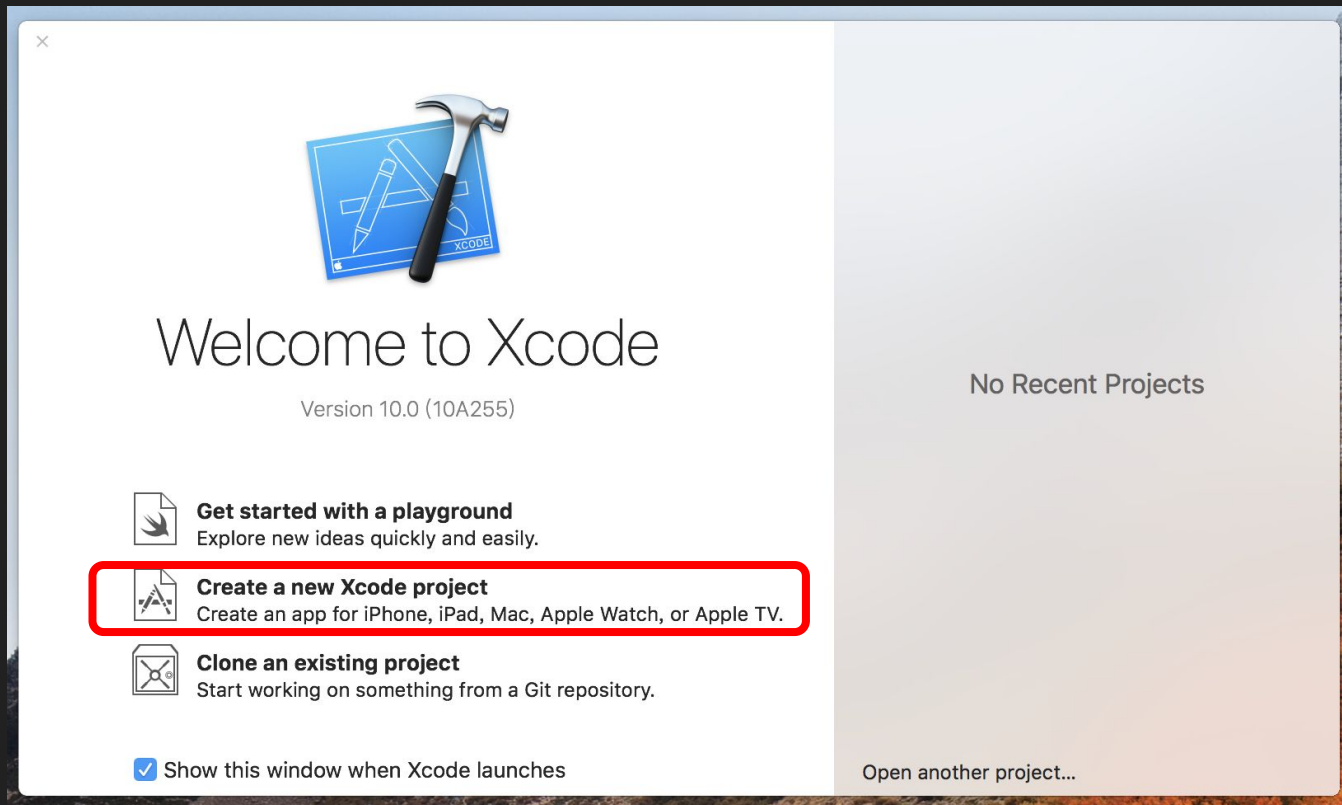 XCODE
Welcome to Xcode
Version 10.0 (10A255)
Get started with a playground
Explore new ideas quickly and easily.
Create a new Xcode project
Create an app for iPhone, iPad, Mac, Apple Watch, or Apple TV.
Clone an existing project
Start working on something from a Git repository.
Show this window when Xcode launches
No Recent Projects
Open another project...